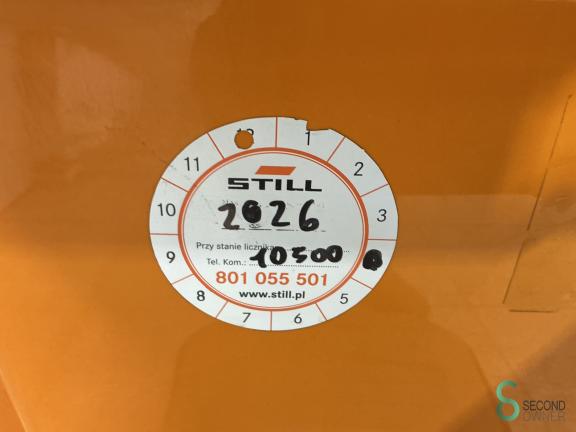 12
1
2
3
5
6
7
8
9
10
11
STILL
2026
Przy stanie licznika:
10500
Tel. Kom.:
801 055 501
www.still.pl
SECOND
OWNER